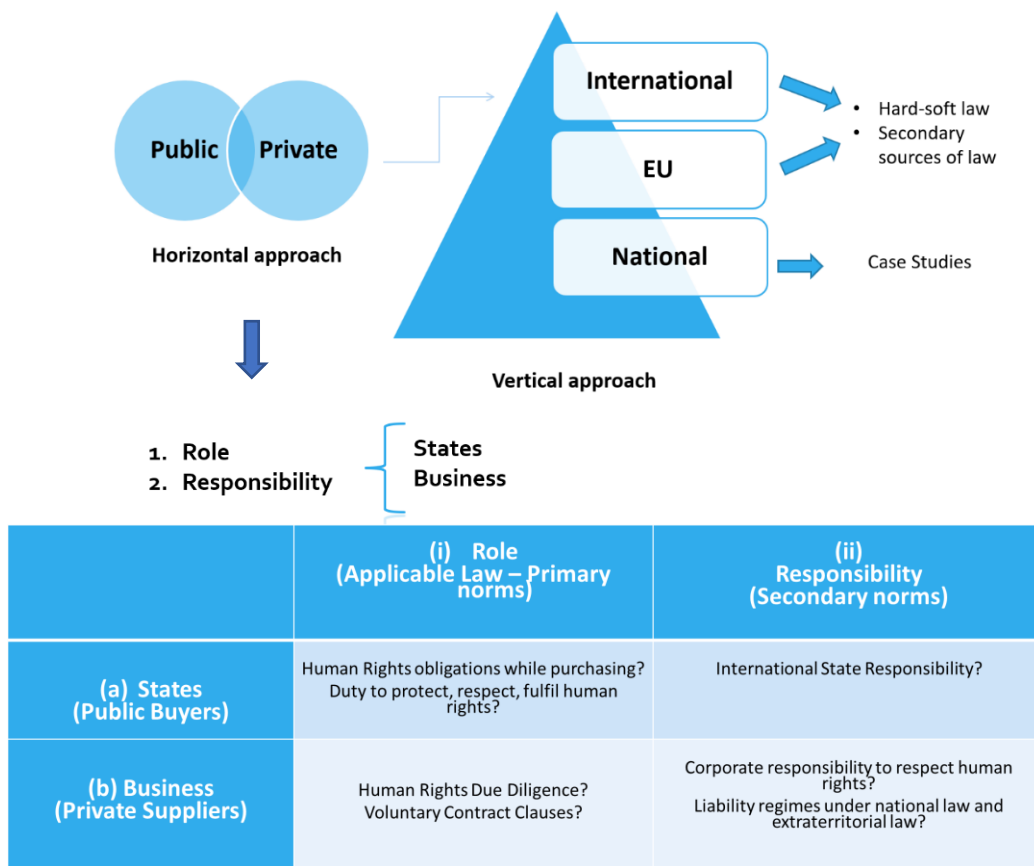 Public
Private
Horizontal approach
International
EU
National
Vertical approach
• Hard-soft law
• Secondary
sources of law
Case Studies
1. Role
2. Responsibility
States
Business
(i) Role
(Applicable Law – Primary
norms)
(ii)
Responsibility
(Secondary norms)
(a) States
(Public Buyers)
Human Rights obligations while purchasing?
Duty to protect, respect, fulfil human
rights?
International State Responsibility?
(b) Business
(Private Suppliers)
Human Rights Due Diligence?
Voluntary Contract Clauses?
Corporate responsibility to respect human
rights?
Liability regimes under national law and
extraterritorial law?